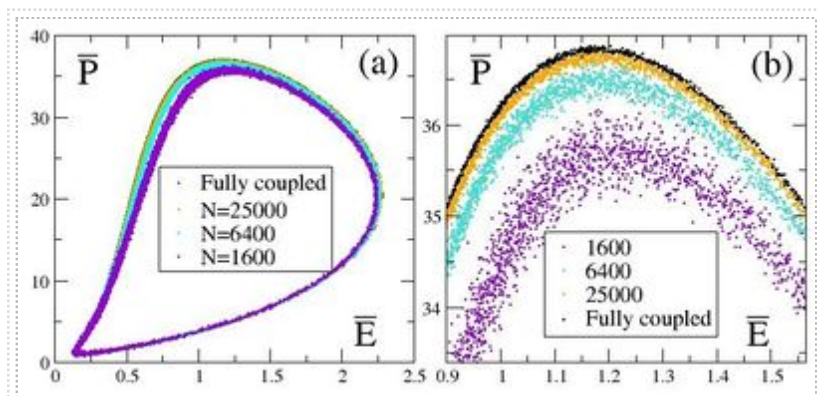 40
30
20
10
0
0
0.5
1
1.5
2
2.5
P̅
(a)
E̅
Fully coupled
N=25000
N=6400
N=1600
36
35
34
0.9
1
1.1
1.2
1.3
1.4
1.5
P̅
(b)
E̅
1600
6400
25000
Fully coupled